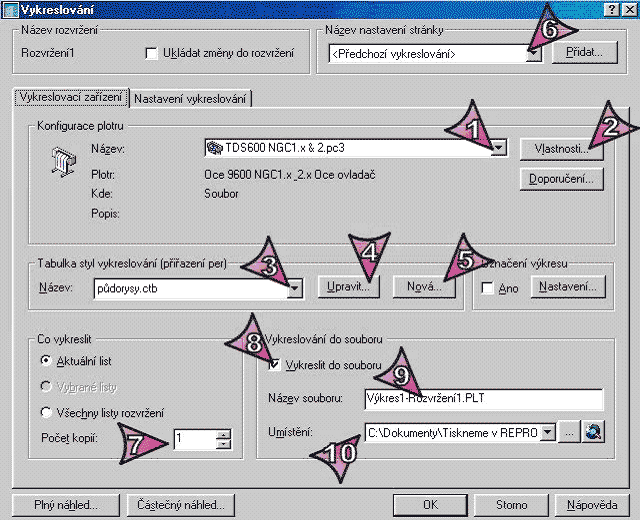 Vykreslování
Název rozvržení
Rozvržení1
Ukládat změny do rozvržení
Název nastavení stránky
<Předchozí vykreslování>
6
Přidat...
Vykreslovací zařízení
Nastavení vykreslování
Konfigurace plotru
Název:
TDS600 NGC1.x & 2.pc3
1
Vlastnosti...
2
Plotr:
Oce 9600 NGC1.x_2.x Oce ovladač
Doporučení...
Kde:
Soubor
Popis:
Tabulka styl vykreslování (přiřazení per)
Název:
půdorysy.ctb
3
Upravit...
4
Nová...
5
značení výkresu
Ano
Nastavení...
Co vykreslit
Aktuální list
Vybrané listy
Všechny listy rozvržení
Počet kopií:
7
1
Vykreslování do souboru
8
Vykreslit do souboru
9
Název souboru:
Výkres1-Rozvržení1.PLT
Umístění:
10
C:\Dokumenty\Tiskneme v REPRO
...
Plný náhled...
Částečný náhled...
OK
Storno
Nápověda